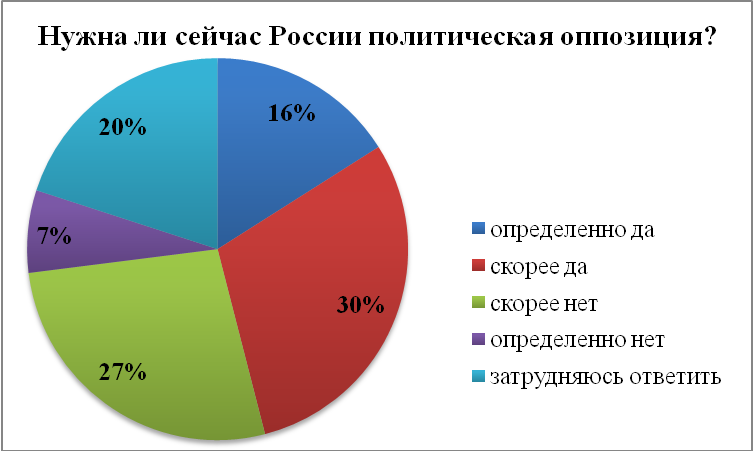 Нужна ли сейчас России политическая оппозиция?
16%
20%
7%
30%
27%
определенно да
скорее да
скорее нет
определенно нет
затрудняюсь ответить